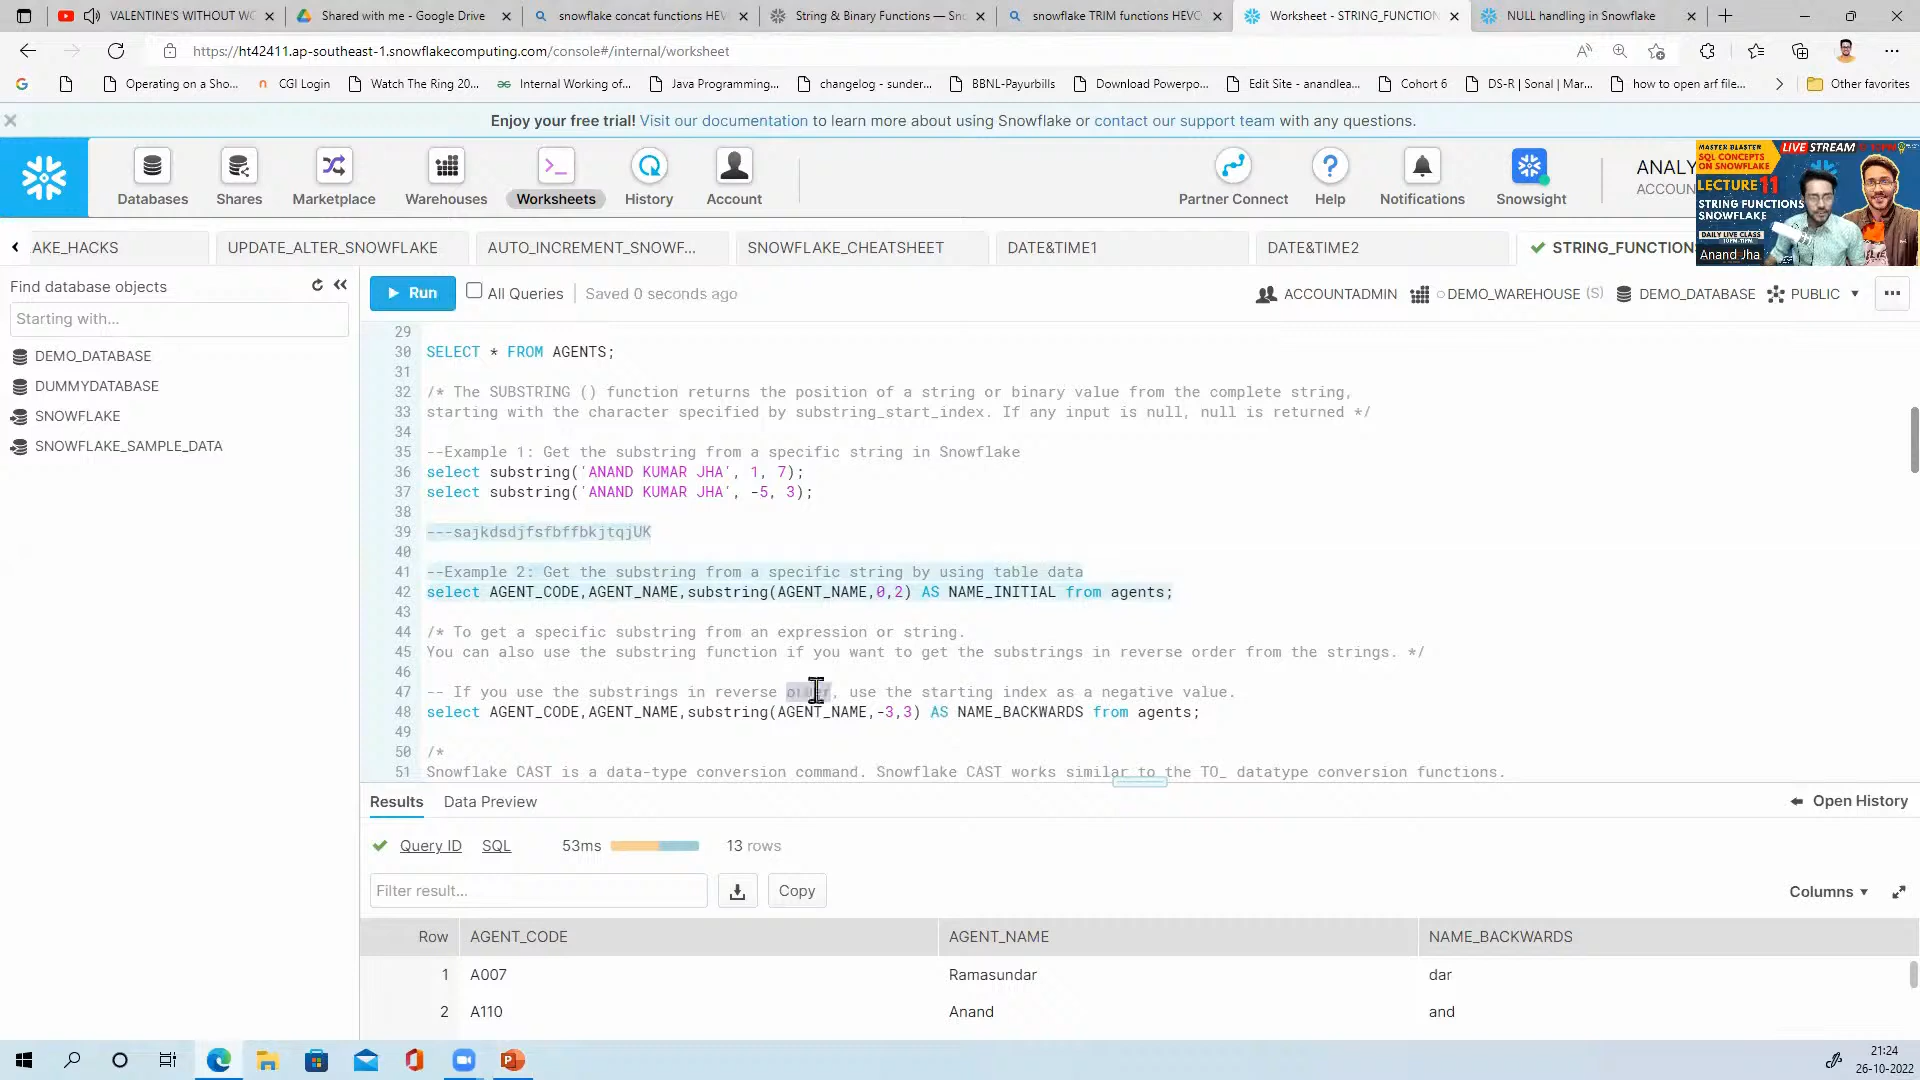 VALENTINE'S WITHOUT WO
Shared with me - Google Drive
snowflake concat functions HEV
String & Binary Functions — Sno
snowflake TRIM functions HEVO
Worksheet - STRING_FUNCTION
NULL handling in Snowflake
https://ht42411.ap-southeast-1.snowflakecomputing.com/console#/internal/worksheet
Operating on a Sho...
CGI Login
Watch The Ring 20...
Internal Working of...
Java Programming...
changelog - sunder...
BBNL-Payurbills
Download Powerpo...
Edit Site - anandlea...
Cohort 6
DS-R | Sonal | Mar...
how to open arf file...
Other favorites
Enjoy your free trial! Visit our documentation to learn more about using Snowflake or contact our support team with any questions.
Databases
Shares
Marketplace
Warehouses
Worksheets
History
Account
Partner Connect
Help
Notifications
Snowsight
ANALY
ACCOUN
MASTER BLASTER
SQL CONCEPTS
ON SNOWFLAKE
LIVE STREAM
LECTURE 11
STRING FUNCTIONS
SNOWFLAKE
DAILY LIVE CLASS
10PM-11PM
Anand Jha
AKE_HACKS
UPDATE_ALTER_SNOWFLAKE
AUTO_INCREMENT_SNOWF...
SNOWFLAKE_CHEATSHEET
DATE&TIME1
DATE&TIME2
STRING_FUNCTION
Find database objects
Starting with...
DEMO_DATABASE
DUMMYDATABASE
SNOWFLAKE
SNOWFLAKE_SAMPLE_DATA
Run
All Queries
Saved 0 seconds ago
ACCOUNTADMIN
DEMO_WAREHOUSE (S)
DEMO_DATABASE
PUBLIC
29
30 SELECT * FROM AGENTS;
31
32 /* The SUBSTRING () function returns the position of a string or binary value from the complete string,
33 starting with the character specified by substring_start_index. If any input is null, null is returned */
34
35 --Example 1: Get the substring from a specific string in Snowflake
36 select substring('ANAND KUMAR JHA', 1, 7);
37 select substring('ANAND KUMAR JHA', -5, 3);
38
39 ---sajkdsdjfsfbffbkjtqjUK
40
41 --Example 2: Get the substring from a specific string by using table data
42 select AGENT_CODE,AGENT_NAME,substring(AGENT_NAME,0,2) AS NAME_INITIAL from agents;
43
44 /* To get a specific substring from an expression or string.
45 You can also use the substring function if you want to get the substrings in reverse order from the strings. */
46
47 -- If you use the substrings in reverse order, use the starting index as a negative value.
48 select AGENT_CODE,AGENT_NAME,substring(AGENT_NAME,-3,3) AS NAME_BACKWARDS from agents;
49
50 /*
51 Snowflake CAST is a data-type conversion command. Snowflake CAST works similar to the TO_ datatype conversion functions.
Results
Data Preview
Open History
Query ID
SQL
53ms
13 rows
Filter result...
Copy
Columns
Row AGENT_CODE AGENT_NAME NAME_BACKWARDS
1 A007 Ramasundar dar
2 A110 Anand and
21:24
26-10-2022